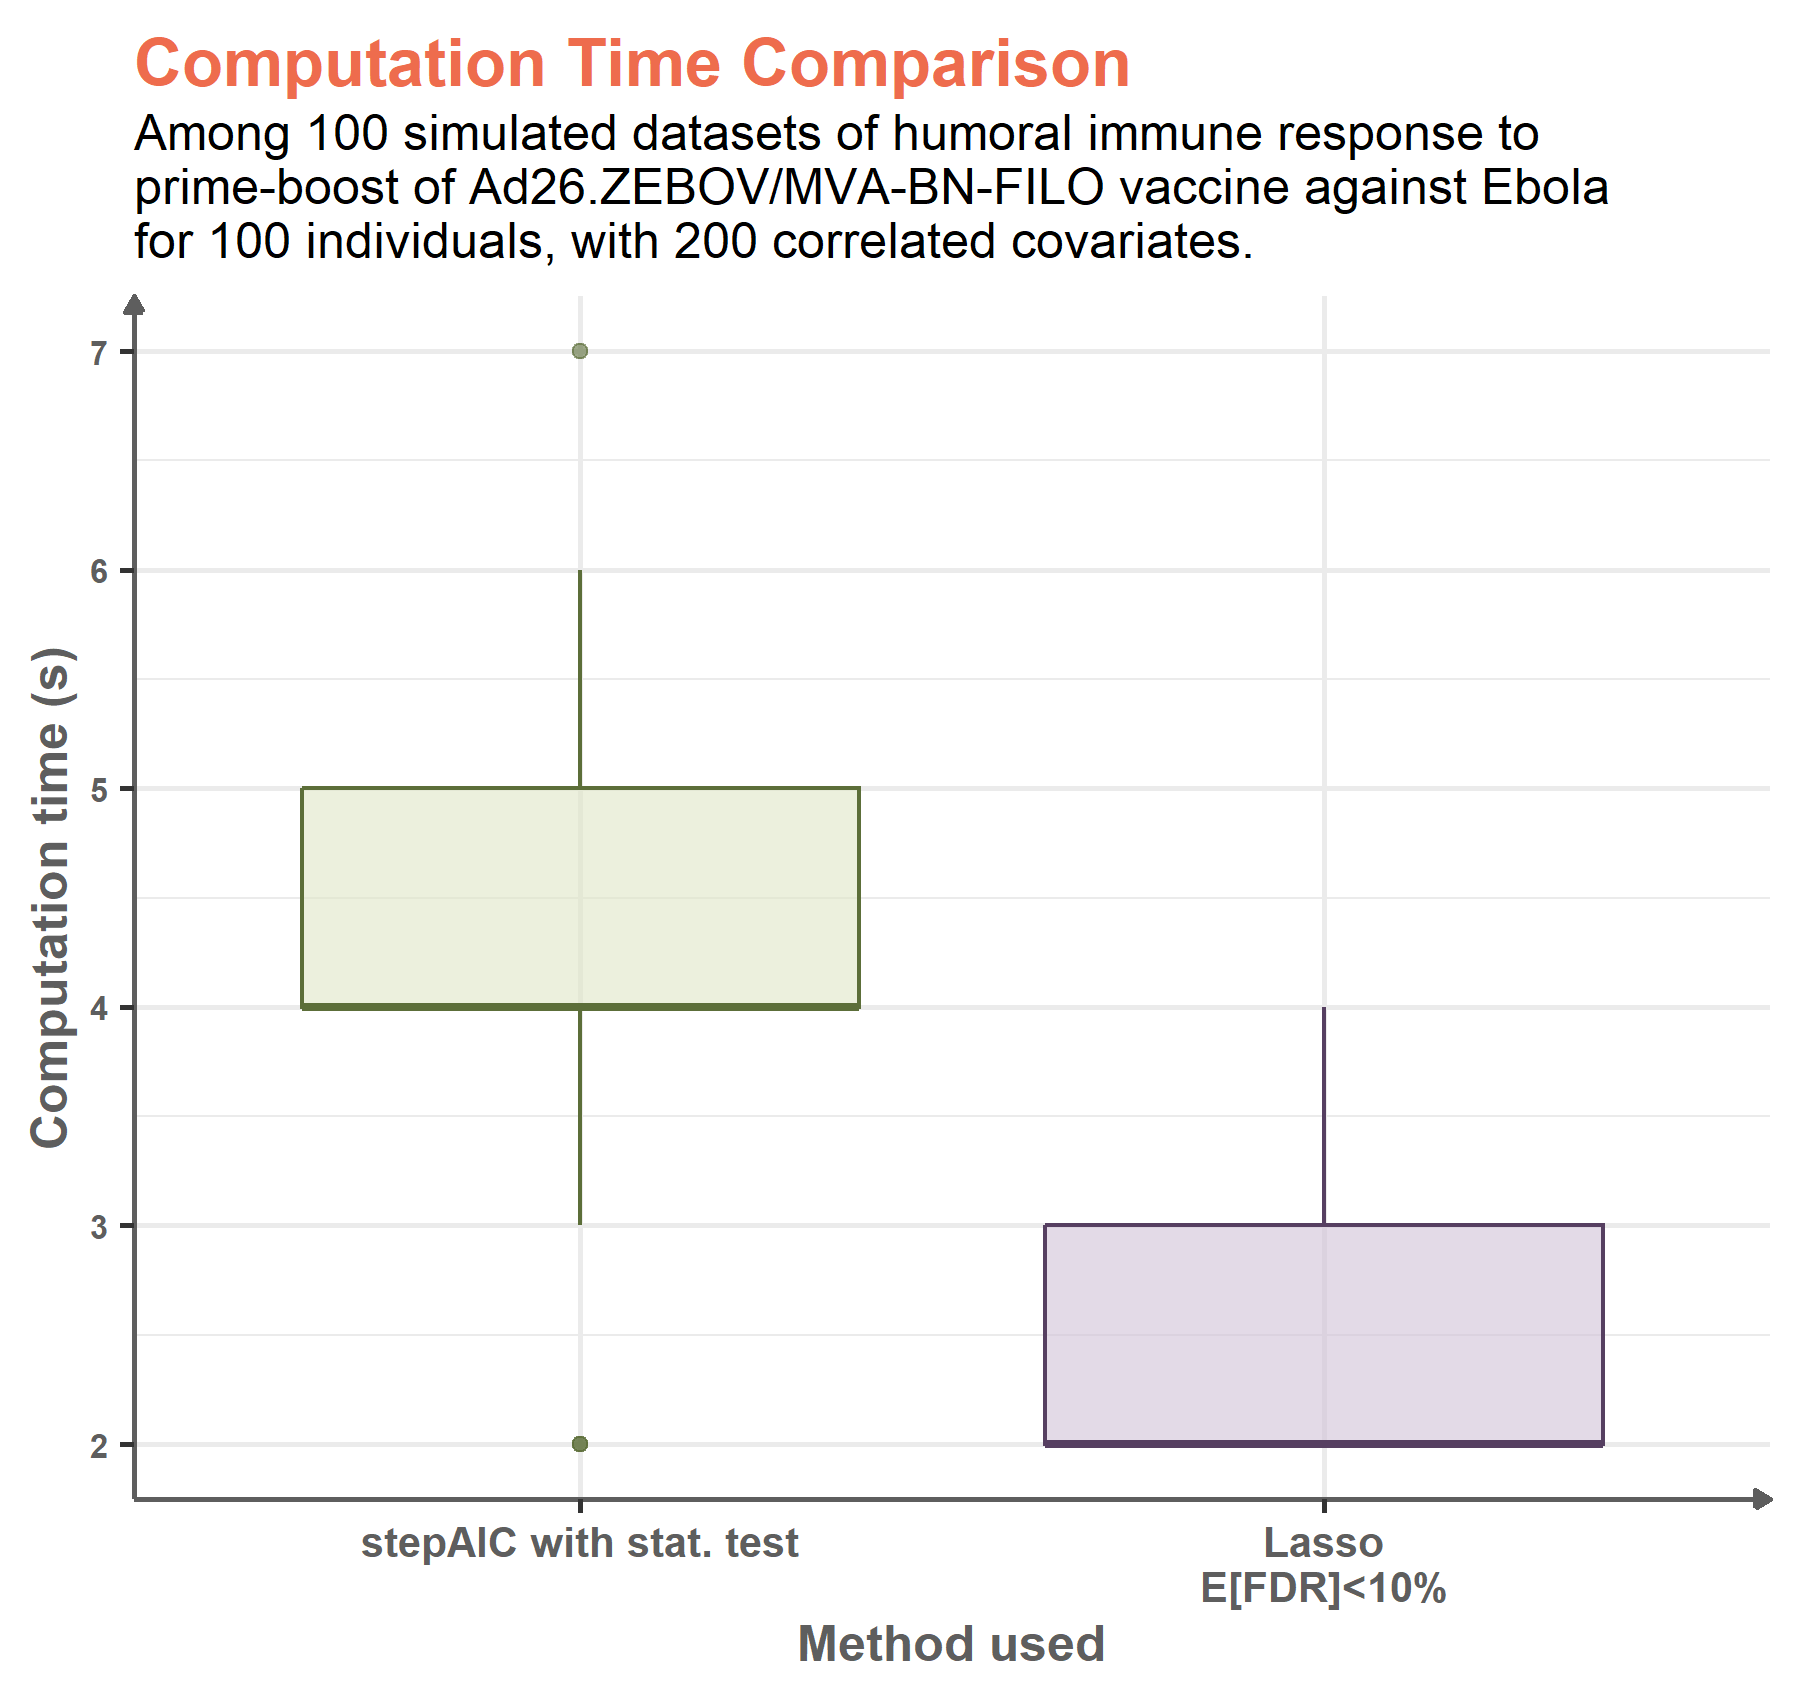 Computation Time Comparison
Among 100 simulated datasets of humoral immune response to
prime-boost of Ad26.ZEBOV/MVA-BN-FILO vaccine against Ebola
for 100 individuals, with 200 correlated covariates.
7
6
5
4
3
2
Computation time (s)
stepAIC with stat. test
Lasso
E[FDR]<10%
Method used